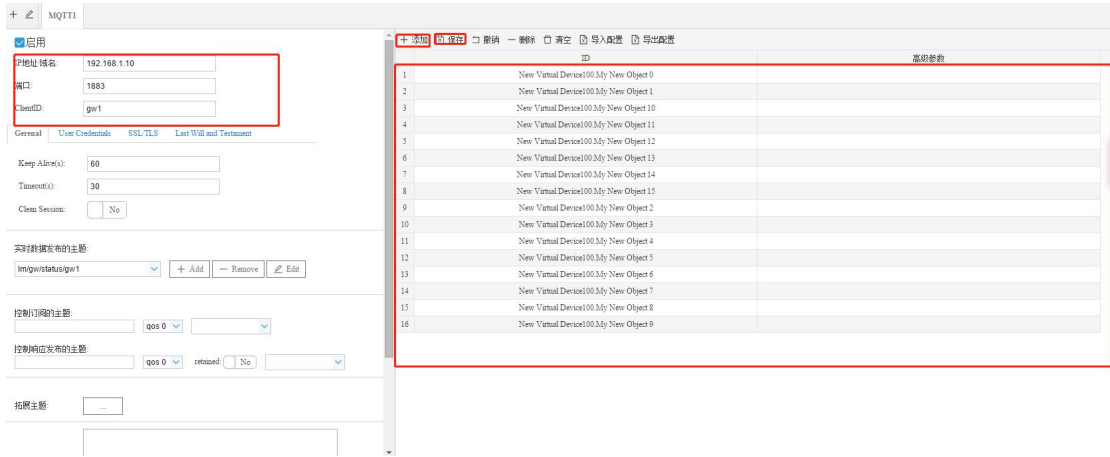 MQTT1
启用
IP地址/域名: 192.168.1.10
端口: 1883
ClientID: gw1
Gereral User Credentials SSL/TLS Last Will and Testament
Keep Alive(s): 60
Timeout(s): 30
Clean Session: No
实时数据发布的主题:
lm/gw/status/gw1 + Add — Remove Edit
控制订阅的主题:
qos 0
控制响应发布的主题:
qos 0 retained: No
拓展主题: ...
+ 添加 保存 撤销 — 删除 清空 导入配置 导出配置
ID 高级参数
1 New Virtual Device100.My New Object 0
2 New Virtual Device100.My New Object 1
3 New Virtual Device100.My New Object 10
4 New Virtual Device100.My New Object 11
5 New Virtual Device100.My New Object 12
6 New Virtual Device100.My New Object 13
7 New Virtual Device100.My New Object 14
8 New Virtual Device100.My New Object 15
9 New Virtual Device100.My New Object 2
10 New Virtual Device100.My New Object 3
11 New Virtual Device100.My New Object 4
12 New Virtual Device100.My New Object 5
13 New Virtual Device100.My New Object 6
14 New Virtual Device100.My New Object 7
15 New Virtual Device100.My New Object 8
16 New Virtual Device100.My New Object 9